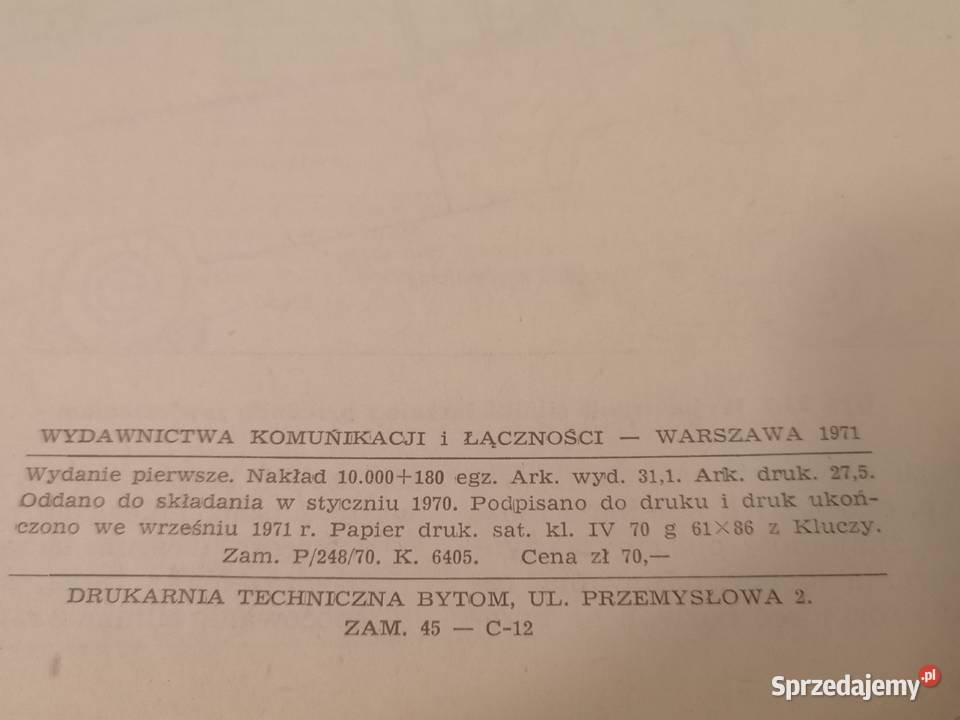 WYDAWNICTWA KOMUŃIKACJI i ŁĄCZNOŚCI — WARSZAWA 1971
Wydanie pierwsze. Nakład 10.000+180 egz. Ark. wyd. 31,1. Ark. druk. 27,5.
Oddano do składania w styczniu 1970. Podpisano do druku i druk ukoń-
czono we wrześniu 1971 r. Papier druk. sat. kl. IV 70 g 61×86 z Kluczy.
Zam. P/248/70. K. 6405. Cena zł 70,—
DRUKARNIA TECHNICZNA BYTOM, UL. PRZEMYSŁOWA 2.
ZAM. 45 — C-12
Sprzedajemy.pl